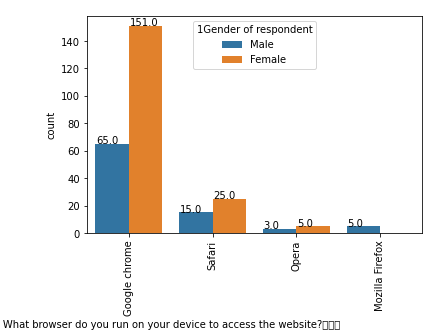 151.0
1Gender of respondent
Male
Female
140
120
100
80
60
40
20
0
count
65.0
15.0
25.0
3.0
5.0
5.0
Google chrome
Safari
Opera
Mozilla Firefox
What browser do you run on your device to access the website?